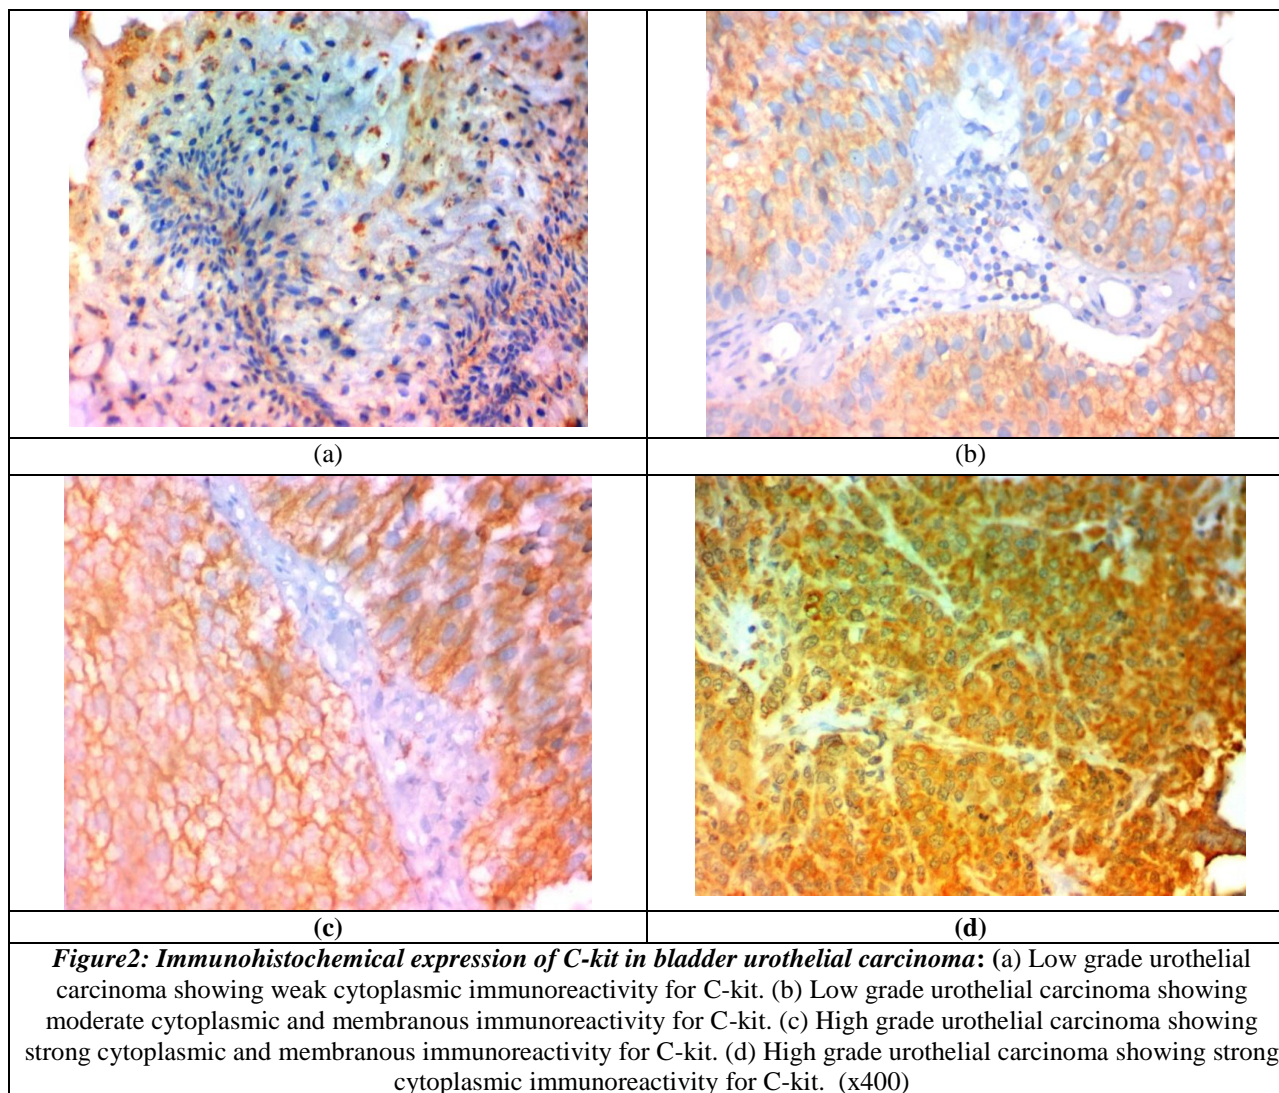 (a)
(b)
(c)
(d)
Figure2: Immunohistochemical expression of C-kit in bladder urothelial carcinoma: (a) Low grade urothelial
carcinoma showing weak cytoplasmic immunoreactivity for C-kit. (b) Low grade urothelial carcinoma showing
moderate cytoplasmic and membranous immunoreactivity for C-kit. (c) High grade urothelial carcinoma showing
strong cytoplasmic and membranous immunoreactivity for C-kit. (d) High grade urothelial carcinoma showing strong
cytoplasmic immunoreactivity for C-kit. (x400)